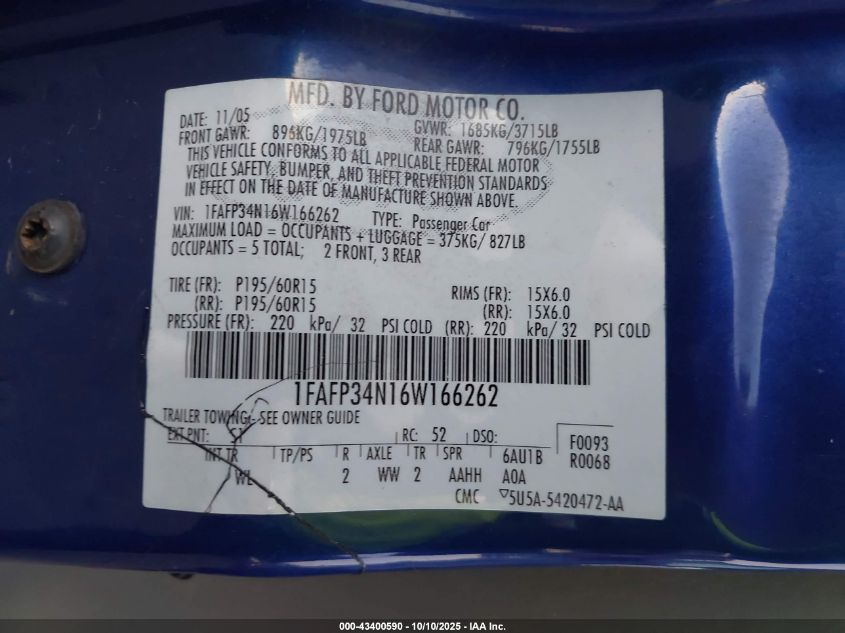 MFD. BY FORD MOTOR CO.
DATE: 11/05 GVWR: 1685KG/3715LB
FRONT GAWR: 896KG/1975LB REAR GAWR: 796KG/1755LB
THIS VEHICLE CONFORMS TO ALL APPLICABLE FEDERAL MOTOR
VEHICLE SAFETY, BUMPER, AND THEFT PREVENTION STANDARDS
IN EFFECT ON THE DATE OF MANUFACTURE SHOWN ABOVE.
VIN: 1FAFP34N16W166262 TYPE: Passenger Car
MAXIMUM LOAD = OCCUPANTS + LUGGAGE = 375KG/ 827LB
OCCUPANTS = 5 TOTAL; 2 FRONT, 3 REAR
TIRE (FR): P195/60R15 RIMS (FR): 15X6.0
(RR): P195/60R15 (RR): 15X6.0
PRESSURE (FR): 220 kPa/ 32 PSI COLD (RR): 220 kPa/ 32 PSI COLD
1FAFP34N16W166262
TRAILER TOWING - SEE OWNER GUIDE
EXT PNT: RC: 52 DSO: F0093
INT TR TP/PS R AXLE TR SPR 6AU1B R0068
WL 2 WW 2 AAHH A0A
CMC ▽5U5A-5420472-AA
000-43400590 - 10/10/2025 - IAA Inc.